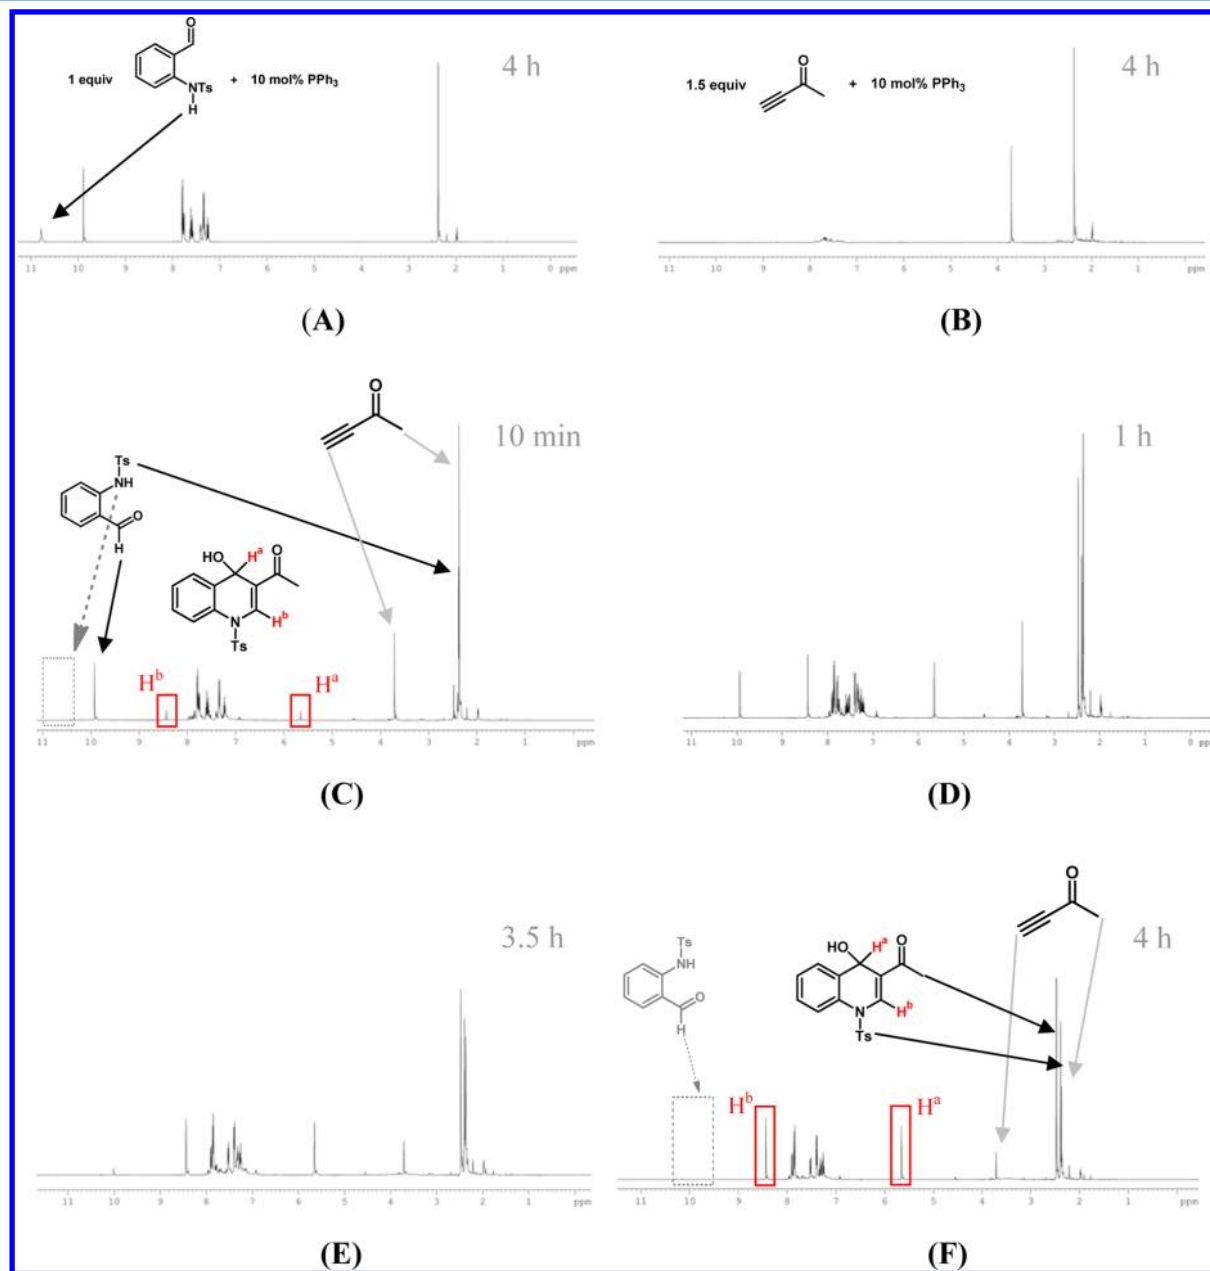 1 equiv
O
NTs
H
+ 10 mol% PPh3
4 h
11 10 9 8 7 6 5 4 3 2 1 0 ppm
(A)
1.5 equiv
O
+ 10 mol% PPh3
4 h
11 10 9 8 7 6 5 4 3 2 1 ppm
(B)
O
10 min
Ts
NH
O
H
HO
Ha
O
Hb
N
Ts
Hb
Ha
11 10 9 8 7 6 5 4 3 2 1 ppm
(C)
1 h
11 10 9 8 7 6 5 4 3 2 1 0 ppm
(D)
3.5 h
11 10 9 8 7 6 5 4 3 2 1 ppm
(E)
O
4 h
Ts
NH
O
H
HO
Ha
O
Hb
N
Ts
Hb
Ha
11 10 9 8 7 6 5 4 3 2 1 ppm
(F)